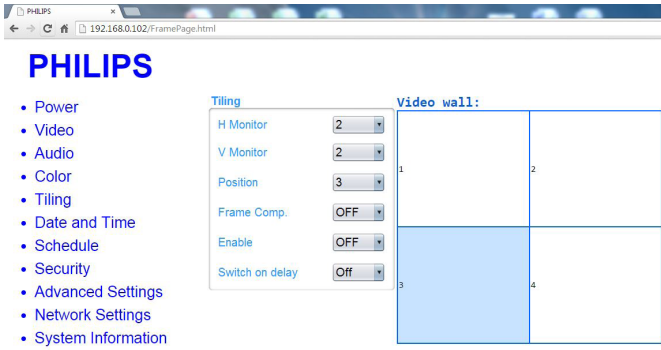 PHILIPS
192.168.0.102/FramePage.html
PHILIPS
Power
Video
Audio
Color
Tiling
Date and Time
Schedule
Security
Advanced Settings
Network Settings
System Information
Tiling
H Monitor 2
V Monitor 2
Position 3
Frame Comp. OFF
Enable OFF
Switch on delay Off
Video wall:
1 2
3 4